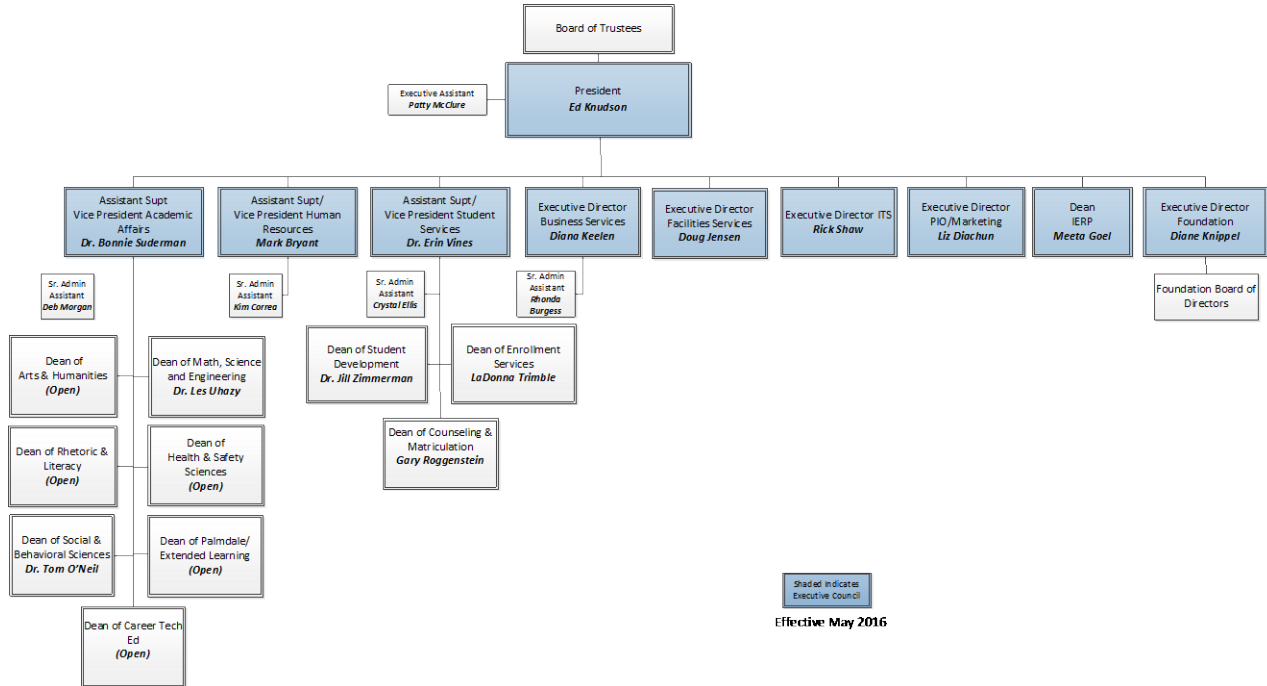 Board of Trustees
President
Ed Knudson
Executive Assistant
Patty McClure
Assistant Supt
Vice President Academic
Affairs
Dr. Bonnie Suderman
Assistant Supt/
Vice President Human
Resources
Mark Bryant
Assistant Supt/
Vice President Student
Services
Dr. Erin Vines
Executive Director
Business Services
Diana Keelen
Executive Director
Facilities Services
Doug Jensen
Executive Director ITS
Rick Shaw
Executive Director
PIO/Marketing
Liz Diachun
Dean
IERP
Meeta Goel
Executive Director
Foundation
Diane Knippel
Sr. Admin
Assistant
Deb Morgan
Sr. Admin
Assistant
Kim Correa
Sr. Admin
Assistant
Crystal Ellis
Sr. Admin
Assistant
Rhonda
Burgess
Foundation Board of
Directors
Dean of
Arts & Humanities
(Open)
Dean of Math, Science
and Engineering
Dr. Les Uhazy
Dean of Student
Development
Dr. Jill Zimmerman
Dean of Enrollment
Services
LaDonna Trimble
Dean of Rhetoric &
Literacy
(Open)
Dean of
Health & Safety
Sciences
(Open)
Dean of Counseling &
Matriculation
Gary Roggenstein
Dean of Social &
Behavioral Sciences
Dr. Tom O'Neil
Dean of Palmdale/
Extended Learning
(Open)
Dean of Career Tech
Ed
(Open)
Shaded Indicates
Executive Council
Effective May 2016